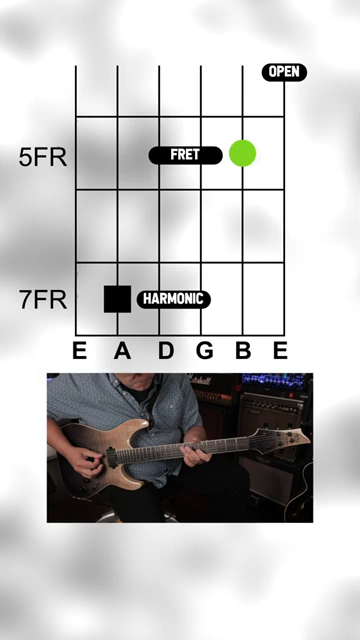 OPEN
5FR
FRET
7FR
HARMONIC
E A D G B E